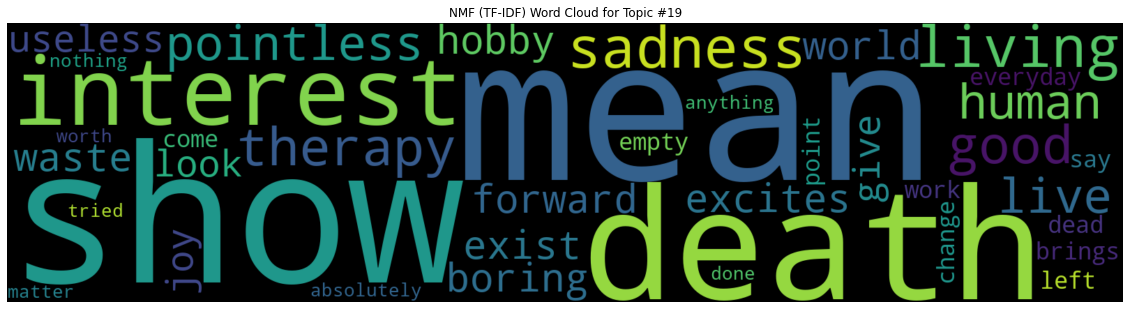 NMF (TF-IDF) Word Cloud for Topic #19
useless pointless hobby sadness world living
nothing interest mean anything everyday human
worth come therapy empty point give good
waste look say
show tried forward death excites work live
joy exist boring done change dead brings
matter absolutely left